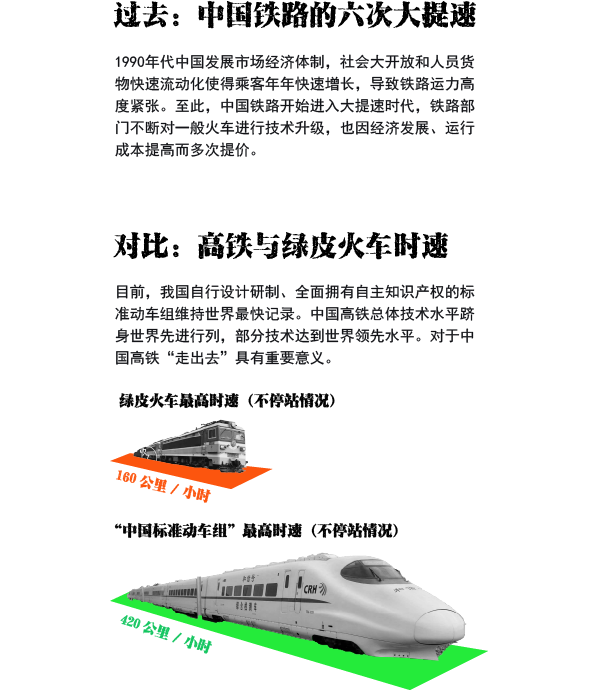 过去：中国铁路的六次大提速
1990年代中国发展市场经济体制，社会大开放和人员货
物快速流动化使得乘客年年快速增长，导致铁路运力高
度紧张。至此，中国铁路开始进入大提速时代，铁路部
门不断对一般火车进行技术升级，也因经济发展、运行
成本提高而多次提价。
对比：高铁与绿皮火车时速
目前，我国自行设计研制、全面拥有自主知识产权的标
准动车组维持世界最快记录。中国高铁总体技术水平跻
身世界先进行列，部分技术达到世界领先水平。对于中
国高铁“走出去”具有重要意义。
绿皮火车最高时速（不停站情况）
160 公里 / 小时
“中国标准动车组”最高时速（不停站情况）
CRH
420 公里 / 小时